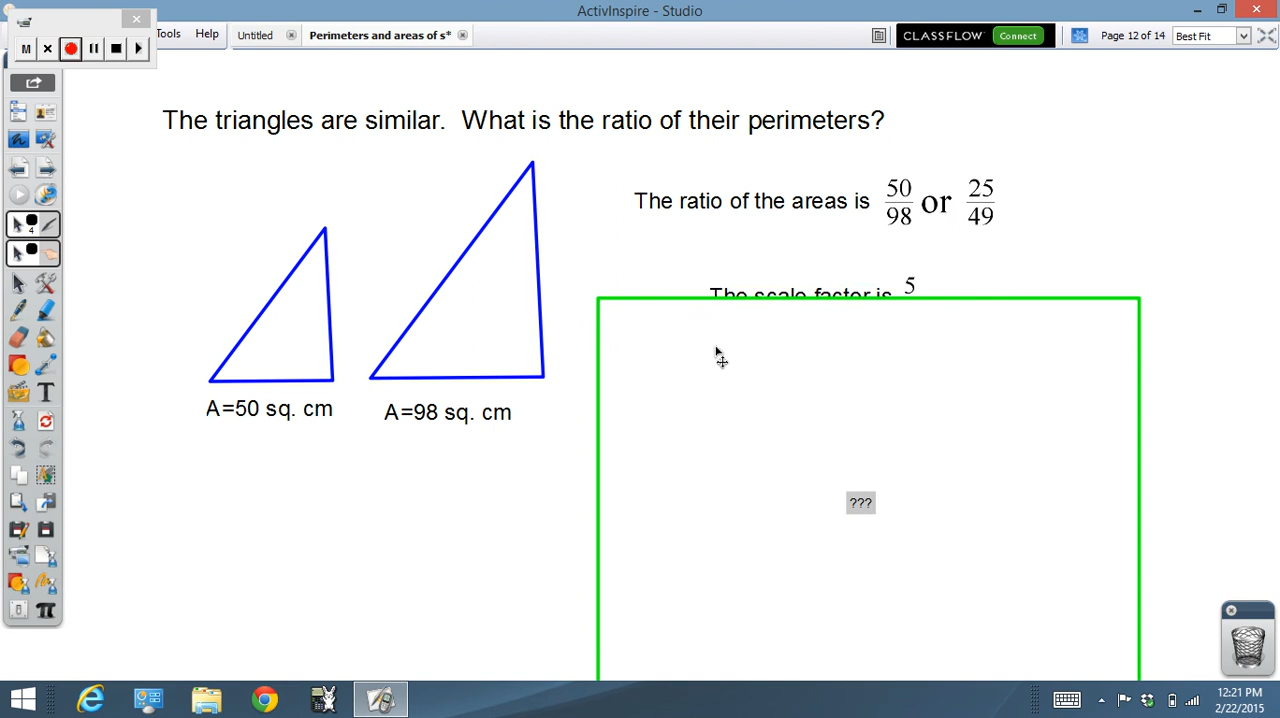 ActivInspire - Studio
M
Tools Help Untitled Perimeters and areas of s* CLASSFLOW Connect Page 12 of 14 Best Fit
4
T
π
The triangles are similar. What is the ratio of their perimeters?
The ratio of the areas is 50/98 or 25/49
The scale factor is 5
A=50 sq. cm
A=98 sq. cm
???
12:21 PM
2/22/2015